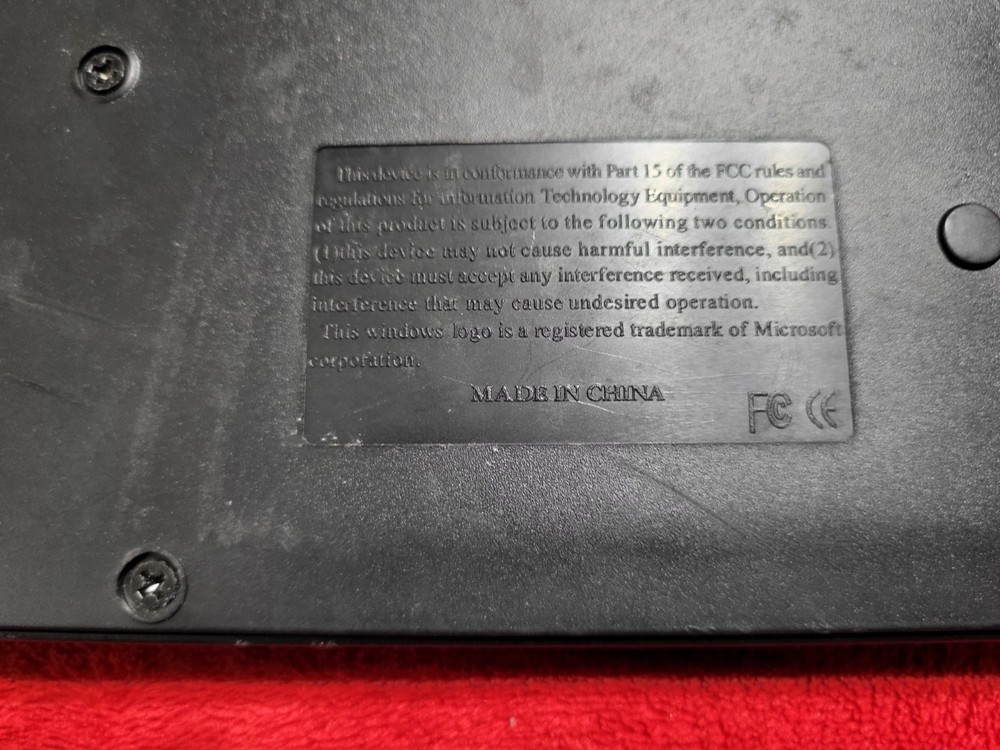 This device is in conformance with Part 15 of the FCC rules and
regulations for information Technology Equipment, Operation
of this product is subject to the following two conditions.
(1)this device may not cause harmful interference, and(2)
this device must accept any interference received, including
interference that may cause undesired operation.
This windows logo is a registered trademark of Microsoft
corporation.
MADE IN CHINA
FC CE